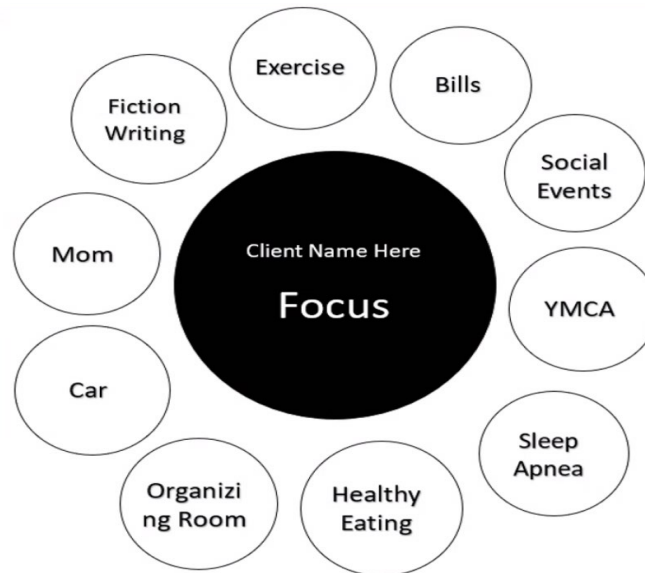 Exercise
Bills
Fiction
Writing
Social
Events
Client Name Here
Focus
Mom
YMCA
Car
Sleep
Apnea
Organizi
ng Room
Healthy
Eating